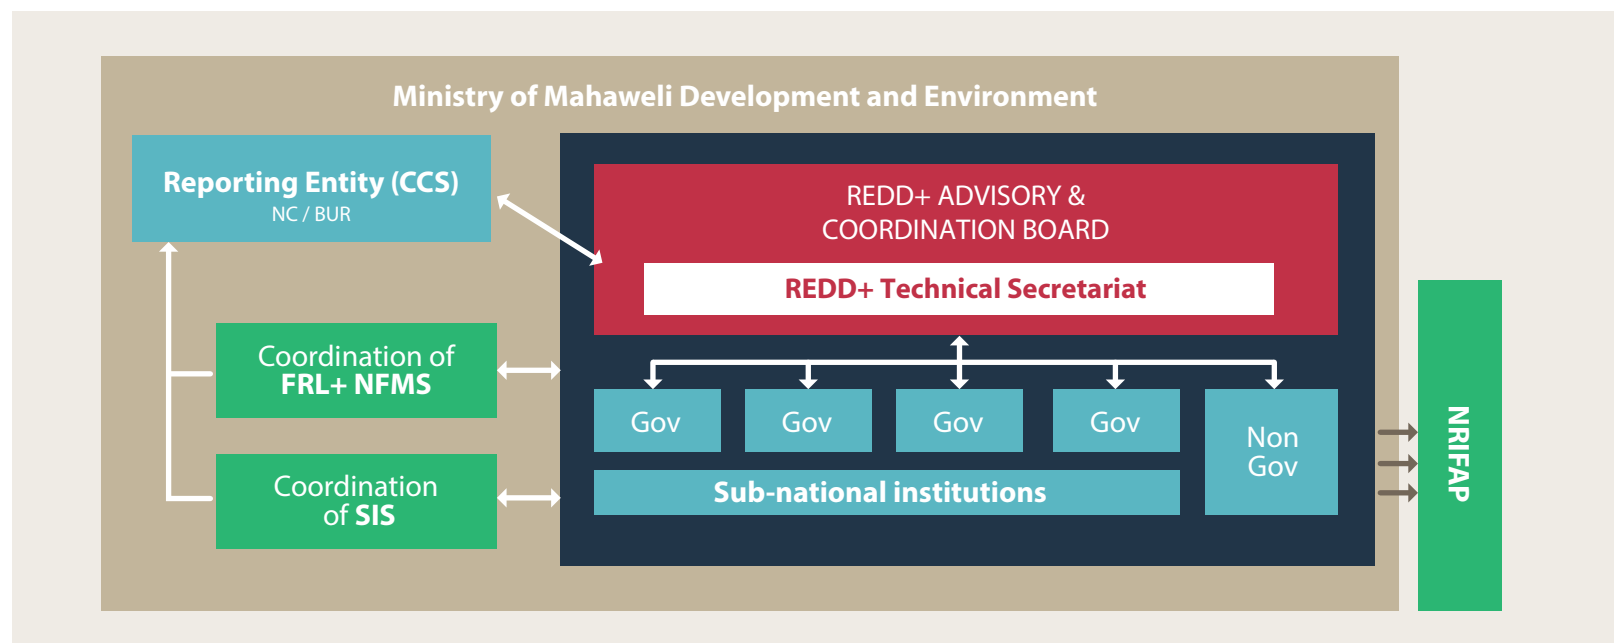 Ministry of Mahaweli Development and Environment
Reporting Entity (CCS)
NC / BUR
REDD+ ADVISORY &
COORDINATION BOARD
REDD+ Technical Secretariat
Coordination of
FRL+ NFMS
Coordination
of SIS
Gov
Gov
Gov
Gov
Non
Gov
Sub-national institutions
NRIFAP